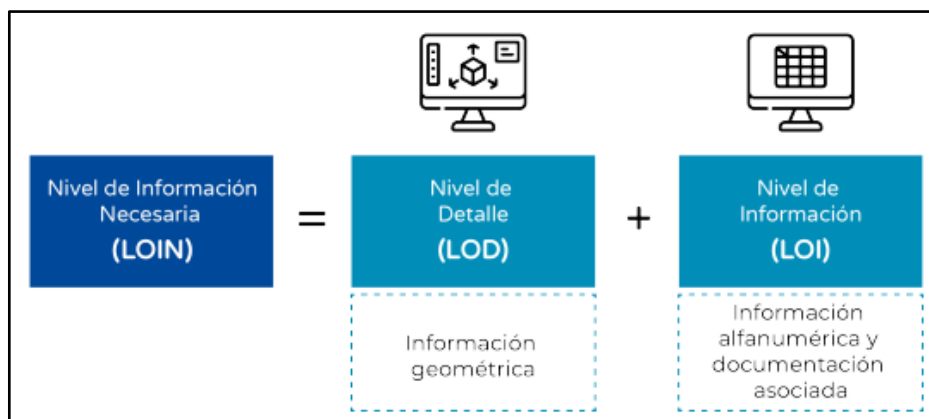 Nivel de Información
Necesaria
(LOIN)
=
Nivel de
Detalle
(LOD)
+
Nivel de
Información
(LOI)
Información
geométrica
Información
alfanumérica y
documentación
asociada